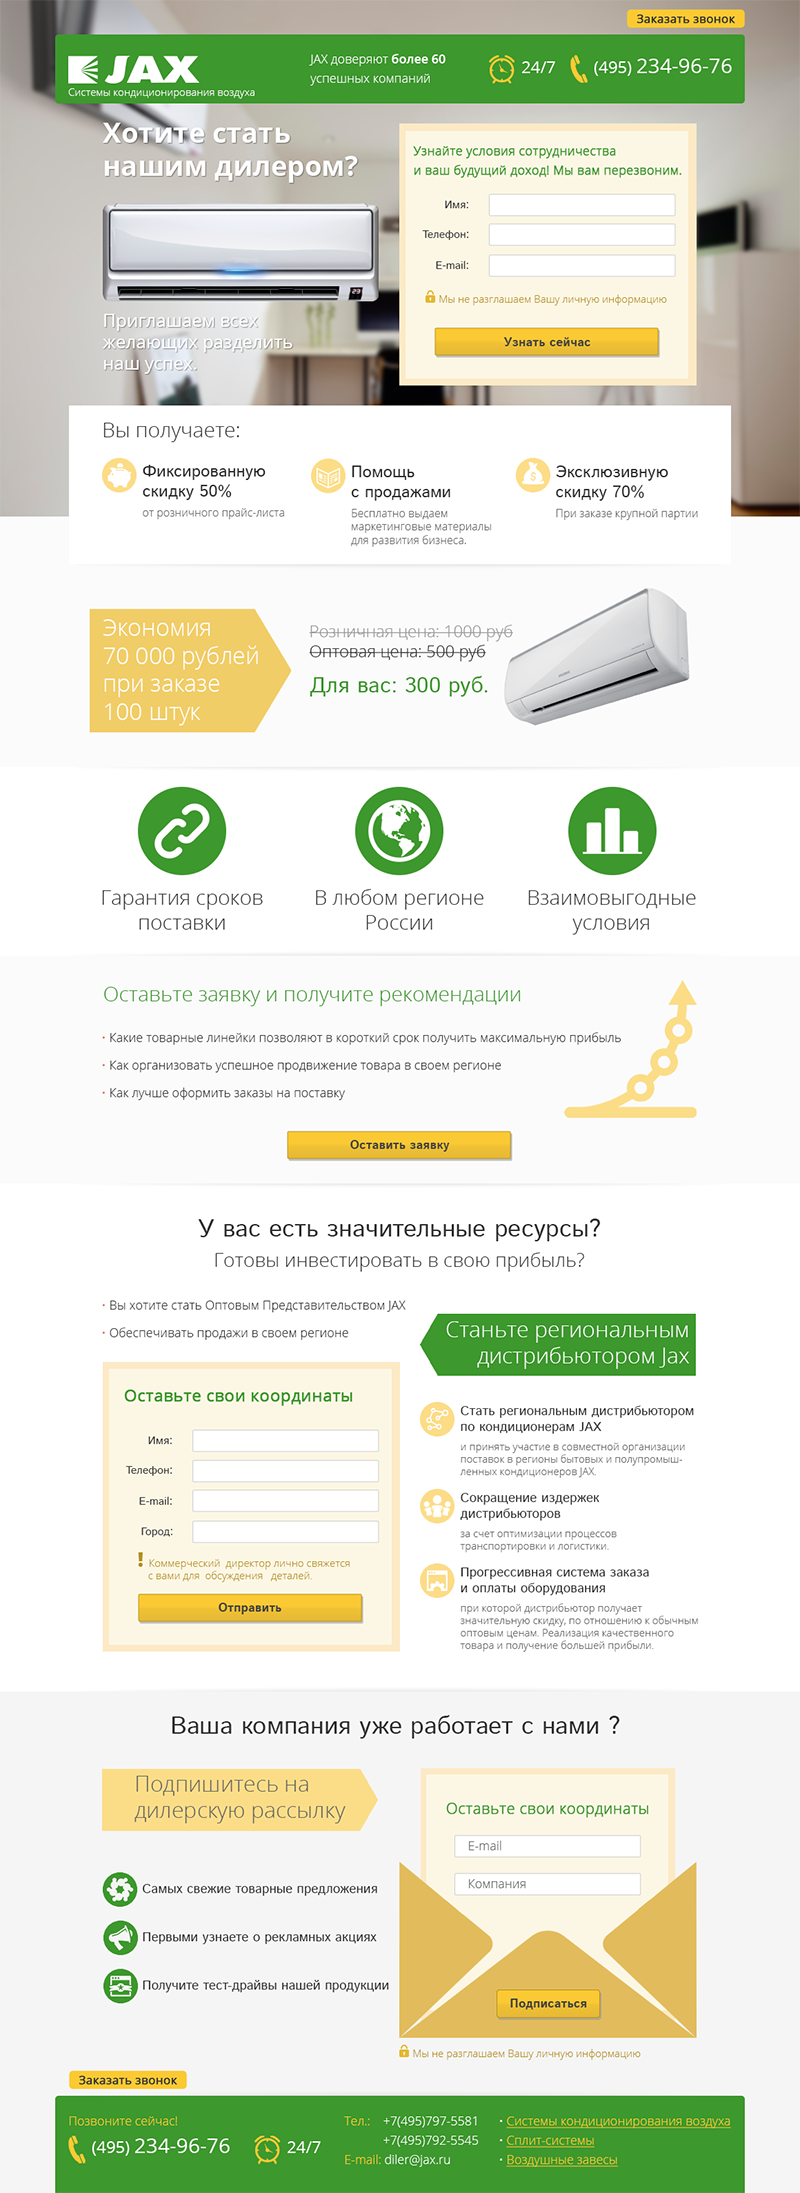 Заказать звонок
JAX
Системы кондиционирования воздуха
JAX доверяют более 60
успешных компаний
24/7
(495) 234-96-76
Хотите стать
нашим дилером?
Приглашаем всех
желающих разделить
наш успех.
Узнайте условия сотрудничества
и ваш будущий доход! Мы вам перезвоним.
Имя:
Телефон:
E-mail:
Мы не разглашаем Вашу личную информацию
Узнать сейчас
Вы получаете:
Фиксированную
скидку 50%
от розничного прайс-листа
Помощь
с продажами
Бесплатно выдаем
маркетинговые материалы
для развития бизнеса.
Эксклюзивную
скидку 70%
При заказе крупной партии
Экономия
70 000 рублей
при заказе
100 штук
Розничная цена: 1000 руб
Оптовая цена: 500 руб
Для вас: 300 руб.
Гарантия сроков
поставки
В любом регионе
России
Взаимовыгодные
условия
Оставьте заявку и получите рекомендации
· Какие товарные линейки позволяют в короткий срок получить максимальную прибыль
· Как организовать успешное продвижение товара в своем регионе
· Как лучше оформить заказы на поставку
Оставить заявку
У вас есть значительные ресурсы?
Готовы инвестировать в свою прибыль?
· Вы хотите стать Оптовым Представительством JAX
· Обеспечивать продажи в своем регионе
Оставьте свои координаты
Имя:
Телефон:
E-mail:
Город:
! Коммерческий директор лично свяжется
с вами для обсуждения деталей.
Отправить
Станьте региональным
дистрибьютором Jax
Стать региональным дистрибьютором
по кондиционерам JAX
и принять участие в совместной организации
поставок в регионы бытовых и полупромыш-
ленных кондиционеров JAX.
Сокращение издержек
дистрибьюторов
за счет оптимизации процессов
транспортировки и логистики.
Прогрессивная система заказа
и оплаты оборудования
при которой дистрибьютор получает
значительную скидку, по отношению к обычным
оптовым ценам. Реализация качественного
товара и получение большей прибыли.
Ваша компания уже работает с нами ?
Подпишитесь на
дилерскую рассылку
Самых свежие товарные предложения
Первыми узнаете о рекламных акциях
Получите тест-драйвы нашей продукции
Оставьте свои координаты
E-mail
Компания
Подписаться
Мы не разглашаем Вашу личную информацию
Заказать звонок
Позвоните сейчас!
(495) 234-96-76
24/7
Тел.: +7(495)797-5581
+7(495)792-5545
E-mail: diler@jax.ru
· Системы кондиционирования воздуха
· Сплит-системы
· Воздушные завесы